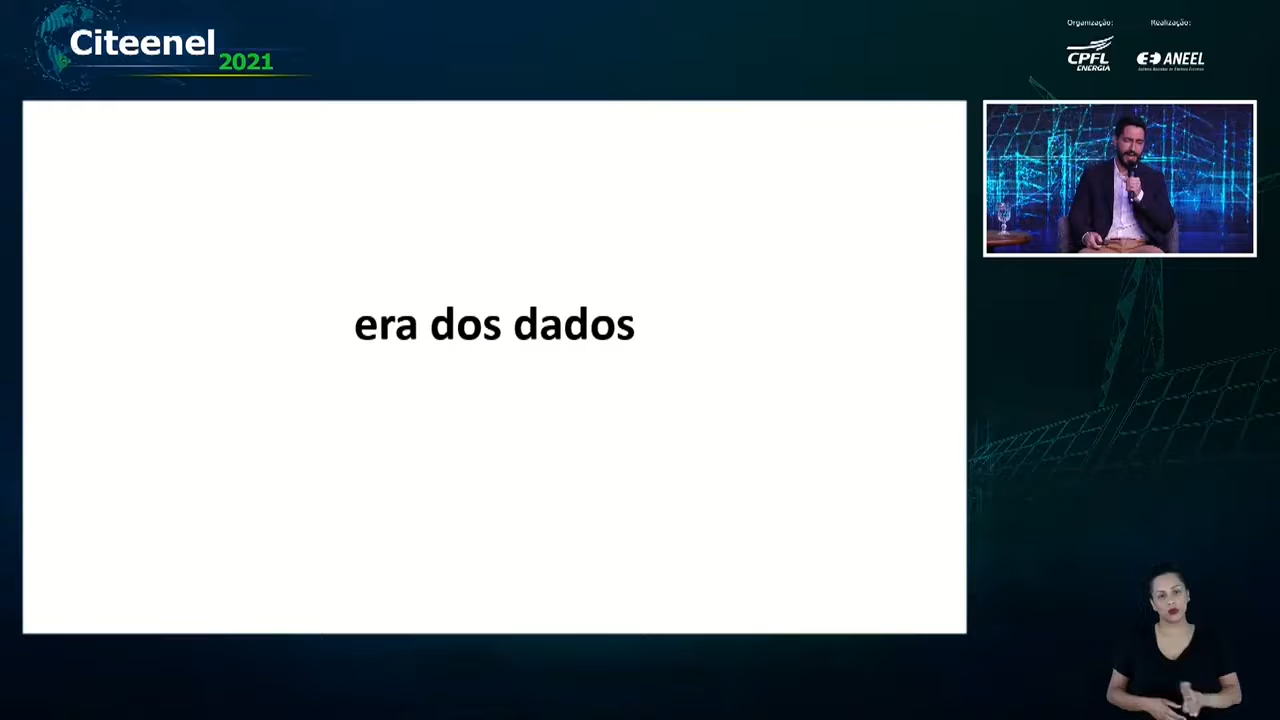 Citeenel
2021
Organização:
Realização:
CPFL
ENERGIA
ANEEL
era dos dados